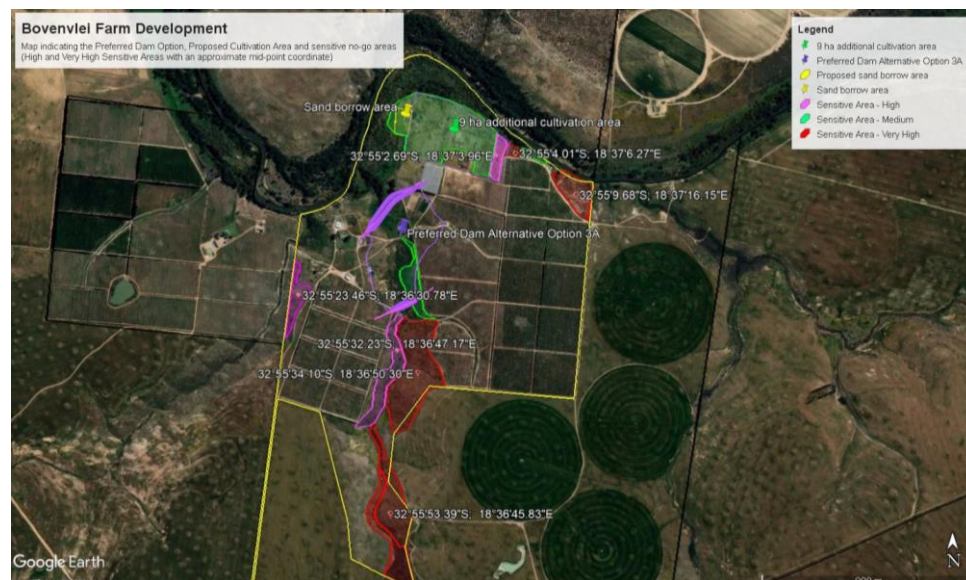 Bovenvlei Farm Development
Map indicating the Preferred Dam Option, Proposed Cultivation Area and sensitive no-go areas
(High and Very High Sensitive Areas with an approximate mid-point coordinate)
Legend
9 ha additional cultivation area
Preferred Dam Alternative Option 3A
Proposed sand borrow area
Sand borrow area
Sensitive Area - High
Sensitive Area - Medium
Sensitive Area - Very High
Sand borrow area
9 ha additional cultivation area
32°55'2.69"S, 18°37'3.96"E
32°55'4.01"S, 18°37'6.27"E
32°55'9.68"S; 18°37'16.15"E
Preferred Dam Alternative Option 3A
32°55'23.46"S, 18°36'30.78"E
32°55'32.23"S, 18°36'47.17"E
32°55'34.10"S, 18°36'50.30"E
32°55'53.39"S, 18°36'45.83"E
Google Earth
N